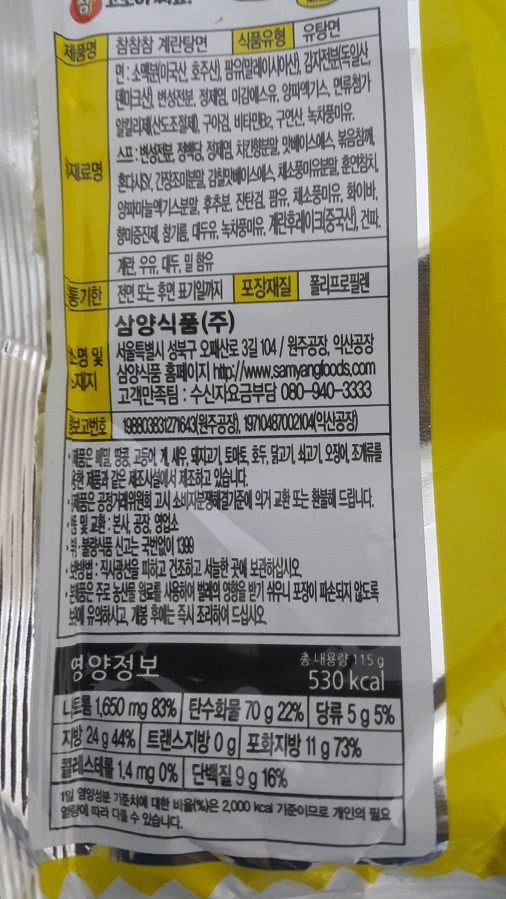 제품명 참참참 계란탕면 식품유형 유탕면
면 : 소맥분(미국산, 호주산), 팜유(말레이시아산), 감자전분(독일산,
덴마크산), 변성전분, 정제염, 미감에스유, 양파엑기스, 면류첨가
알칼리제(산도조절제), 구아검, 비타민B2, 구연산, 녹차풍미유,
스프 : 변성전분, 정백당, 정제염, 치킨향분말, 맛베이스에스, 볶음참깨,
재료명 혼다시SY, 간장조미분말, 감칠맛베이스에스, 채소풍미유분말, 훈연참치,
양파마늘엑기스분말, 후추분, 잔탄검, 팜유, 채소풍미유, 화이바,
향미증진제, 참기름, 대두유, 녹차풍미유, 계란후레이크(중국산), 건파
계란, 우유, 대두, 밀 함유
통기한 전면 또는 후면 표기일까지 포장재질 폴리프로필렌
삼양식품(주)
소명 및 서울특별시 성북구 오패산로 3길 104 / 원주공장, 익산공장
소재지 삼양식품 홈페이지 http://www.samyangfoods.com
고객만족팀 : 수신자요금부담 080-940-3333
보고번호 198803831271643(원주공장), 19710487002104(익산공장)
제품은 메밀, 땅콩, 고등어, 게, 새우, 돼지고기, 토마토, 호두, 닭고기, 쇠고기, 오징어, 조개류를
한 제품과 같은 제조시설에서 제조하고 있습니다.
제품은 공정거래위원회 고시 소비자분쟁해결기준에 의거 교환 또는 환불해 드립니다.
및 교환 : 본사, 공장, 영업소
불량식품 신고는 국번없이 1399
방법 : 직사광선을 피하고 건조하고 서늘한 곳에 보관하십시오
제품은 주로 농산물 원료를 사용하여 벌레의 영향을 받기 쉬우니 포장이 파손되지 않도록
유의하시고, 개봉 후에는 즉시 조리하여 드십시오.
영양정보 총 내용량 115 g
530 kcal
나트륨 1,650 mg 83% 탄수화물 70 g 22% 당류 5 g 5%
지방 24 g 44% 트랜스지방 0 g 포화지방 11 g 73%
콜레스테롤 1.4 mg 0% 단백질 9 g 16%
1일 영양성분 기준치에 대한 비율(%)은 2,000 kcal 기준이므로 개인의 필요
열량에 따라 다를 수 있습니다.